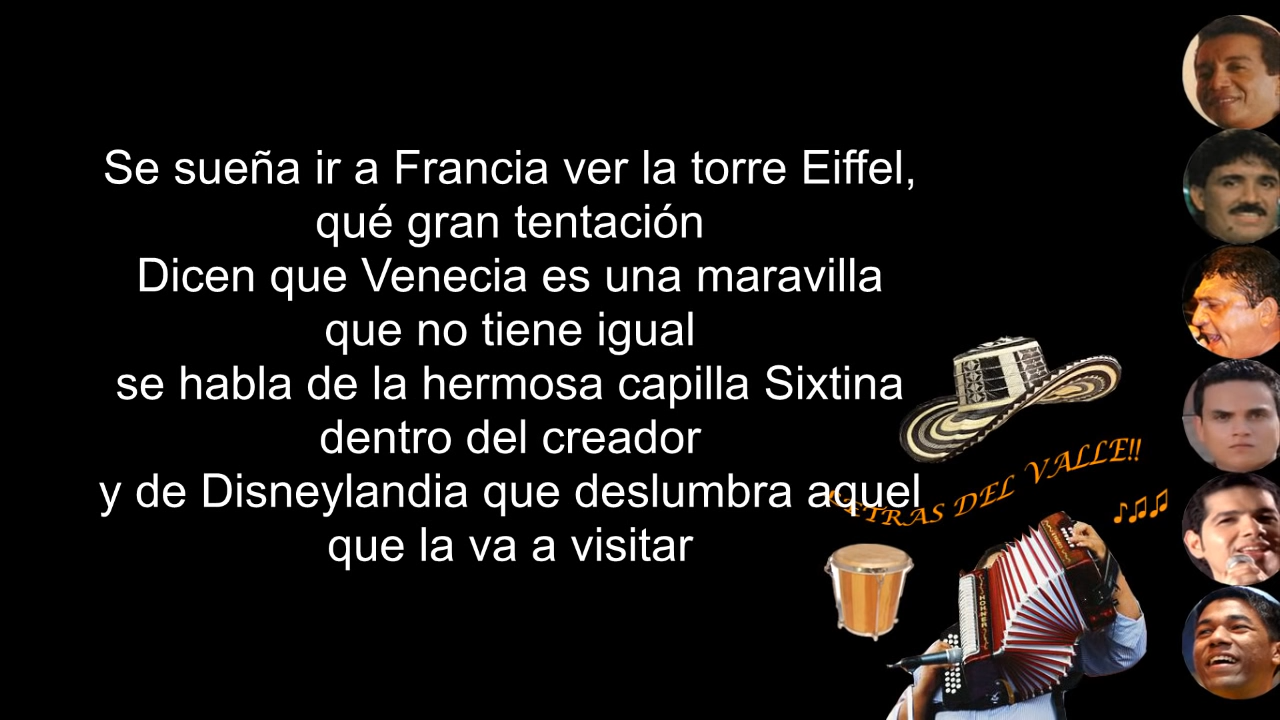 Se sueña ir a Francia ver la torre Eiffel,
qué gran tentación
Dicen que Venecia es una maravilla
que no tiene igual
se habla de la hermosa capilla Sixtina
dentro del creador
y de Disneylandia que deslumbra aquel
que la va a visitar
LETRAS DEL VALLE!!
HOHNER